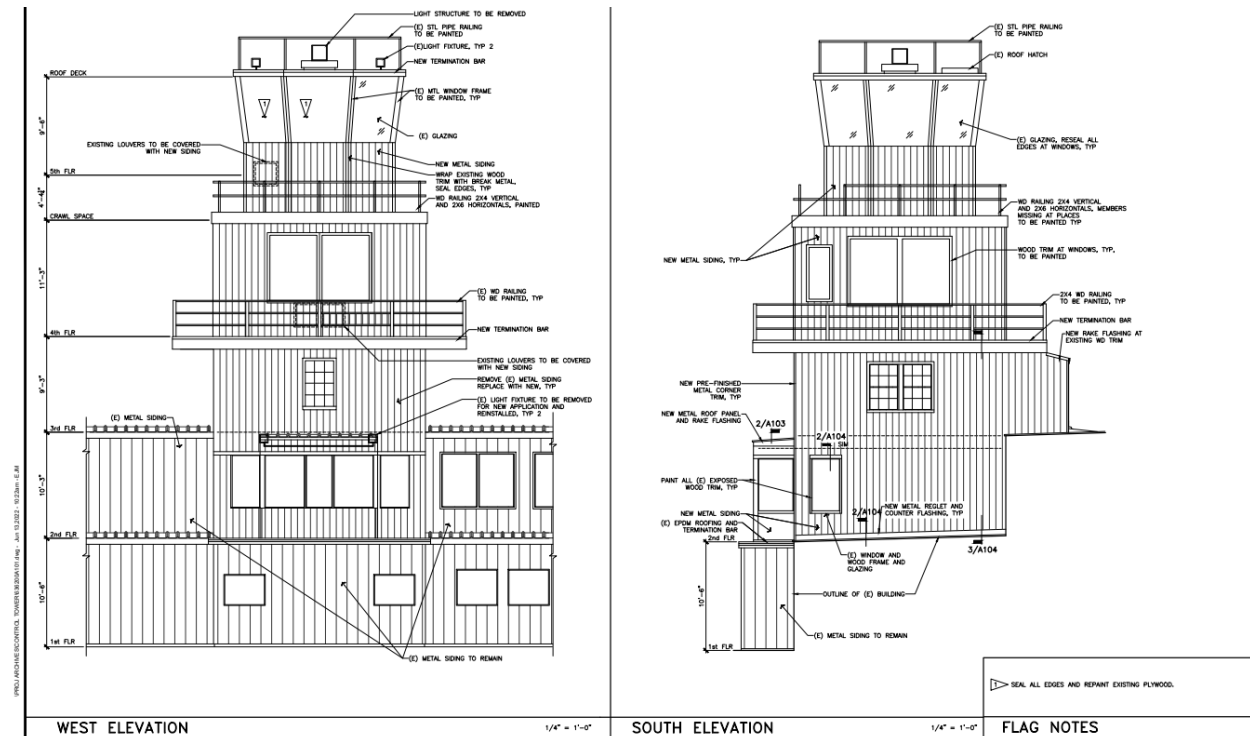 LIGHT STRUCTURE TO BE REMOVED
(E) STL PIPE RAILING
TO BE PAINTED
(E)LIGHT FIXTURE, TYP 2
NEW TERMINATION BAR
ROOF DECK
(E) MTL WINDOW FRAME
TO BE PAINTED, TYP
1
1
9'-6"
(E) GLAZING
EXISTING LOUVERS TO BE COVERED
WITH NEW SIDING
NEW METAL SIDING
WRAP EXISTING WOOD
TRIM WITH BREAK METAL,
SEAL EDGES, TYP
5th FLR
4'-4¾"
WD RAILING 2X4 VERTICAL
AND 2X6 HORIZONTALS, PAINTED
CRAWL SPACE
11'-3"
(E) WD RAILING
TO BE PAINTED, TYP
NEW TERMINATION BAR
4th FLR
EXISTING LOUVERS TO BE COVERED
WITH NEW SIDING
9'-3"
REMOVE (E) METAL SIDING
REPLACE WITH NEW, TYP
(E) LIGHT FIXTURE TO BE REMOVED
FOR NEW APPLICATION AND
REINSTALLED, TYP 2
(E) METAL SIDING
3rd FLR
10'-3"
2nd FLR
10'-6"
1st FLR
(E) METAL SIDING TO REMAIN
WEST ELEVATION
1/4" = 1'-0"
(E) STL PIPE RAILING
TO BE PAINTED
(E) ROOF HATCH
(E) GLAZING, RESEAL ALL
EDGES AT WINDOWS, TYP
WD RAILING 2X4 VERTICAL
AND 2X6 HORIZONTALS, MEMBERS
MISSING AT PLACES
TO BE PAINTED TYP
NEW METAL SIDING, TYP
WOOD TRIM AT WINDOWS, TYP,
TO BE PAINTED
2X4 WD RAILING
TO BE PAINTED, TYP
NEW TERMINATION BAR
NEW RAKE FLASHING AT
EXISTING WD TRIM
NEW PRE-FINISHED
METAL CORNER
TRIM, TYP
NEW METAL ROOF PANEL
AND RAKE FLASHING
2/A103
2/A104
SIM
PAINT ALL (E) EXPOSED
WOOD TRIM, TYP
NEW METAL SIDING
(E) EPDM ROOFING AND
TERMINATION BAR
2/A104
NEW METAL REGLET AND
COUNTER FLASHING, TYP
2nd FLR
3/A104
(E) WINDOW AND
WOOD FRAME AND
GLAZING
10'-6"
OUTLINE OF (E) BUILDING
(E) METAL SIDING TO REMAIN
1st FLR
SOUTH ELEVATION
1/4" = 1'-0"
1 SEAL ALL EDGES AND REPAINT EXISTING PLYWOOD.
FLAG NOTES